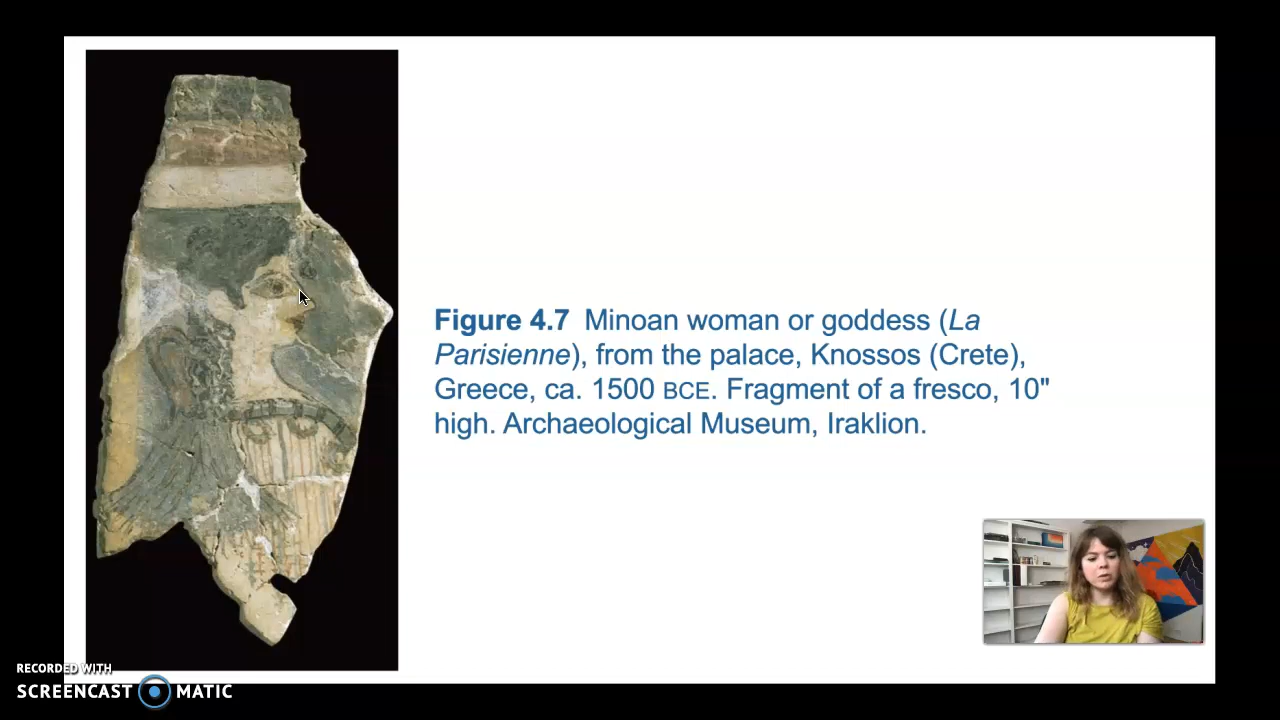 Figure 4.7 Minoan woman or goddess (La
Parisienne), from the palace, Knossos (Crete),
Greece, ca. 1500 BCE. Fragment of a fresco, 10"
high. Archaeological Museum, Iraklion.
RECORDED WITH
SCREENCAST MATIC